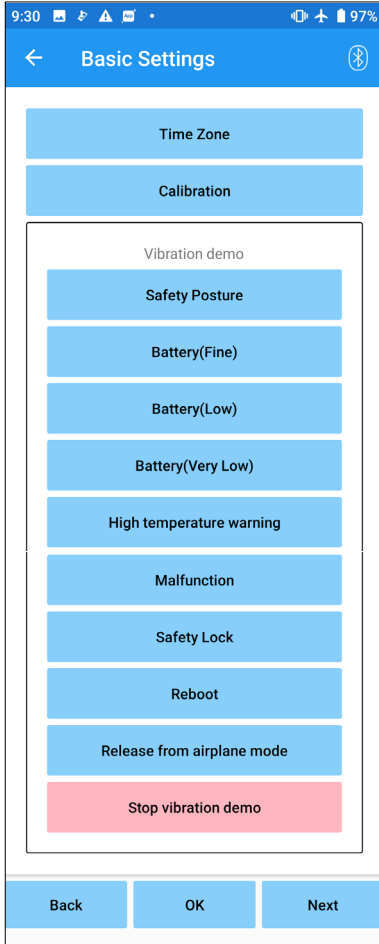 9:30 97%
Basic Settings
Time Zone
Calibration
Vibration demo
Safety Posture
Battery(Fine)
Battery(Low)
Battery(Very Low)
High temperature warning
Malfunction
Safety Lock
Reboot
Release from airplane mode
Stop vibration demo
Back OK Next